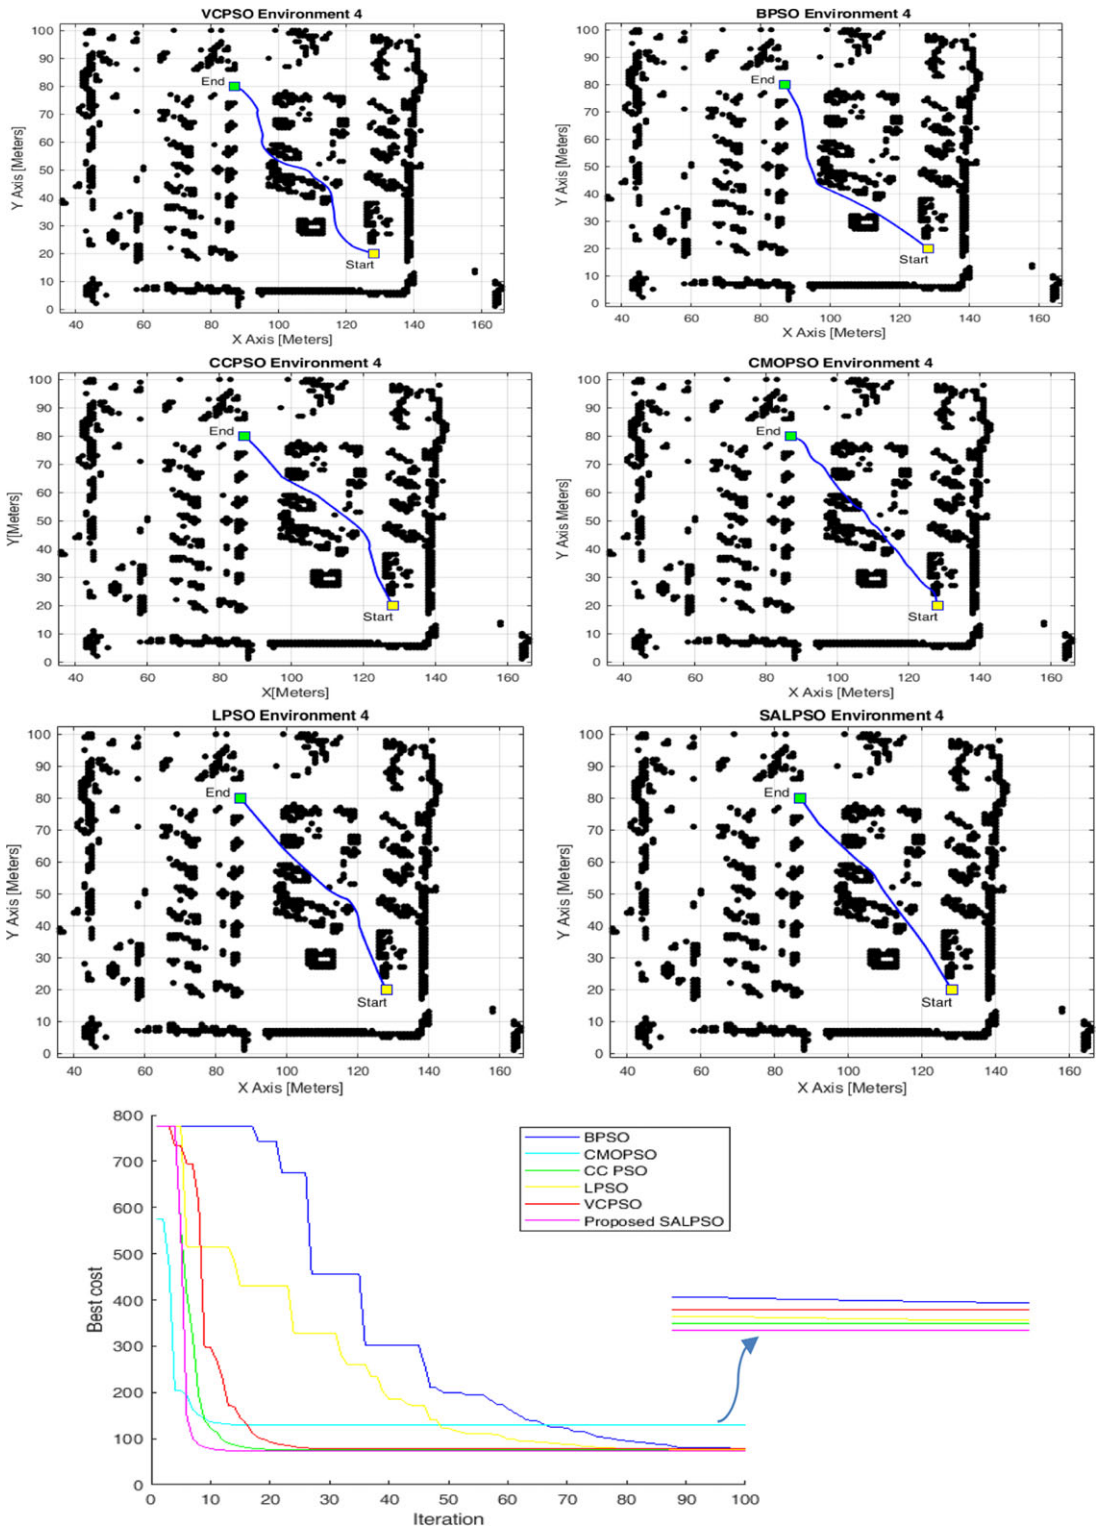 VCPSO Environment 4
100
90
80
70
60
50
40
30
20
10
0
Y Axis [Meters]
End
Start
40 60 80 100 120 140 160
X Axis [Meters]
BPSO Environment 4
100
90
80
70
60
50
40
30
20
10
0
Y Axis [Meters]
End
Start
40 60 80 100 120 140 160
X Axis [Meters]
CCPSO Environment 4
100
90
80
70
60
50
40
30
20
10
0
Y[Meters]
End
Start
40 60 80 100 120 140 160
X[Meters]
CMOPSO Environment 4
100
90
80
70
60
50
40
30
20
10
0
Y Axis Meters]
End
Start
40 60 80 100 120 140 160
X Axis [Meters]
LPSO Environment 4
100
90
80
70
60
50
40
30
20
10
0
Y Axis [Meters]
End
Start
40 60 80 100 120 140 160
X Axis [Meters]
SALPSO Environment 4
100
90
80
70
60
50
40
30
20
10
0
Y Axis [Meters]
End
Start
40 60 80 100 120 140 160
X Axis [Meters]
800
700
600
500
400
300
200
100
0
Best cost
BPSO
CMOPSO
CC PSO
LPSO
VCPSO
Proposed SALPSO
0 10 20 30 40 50 60 70 80 90 100
Iteration